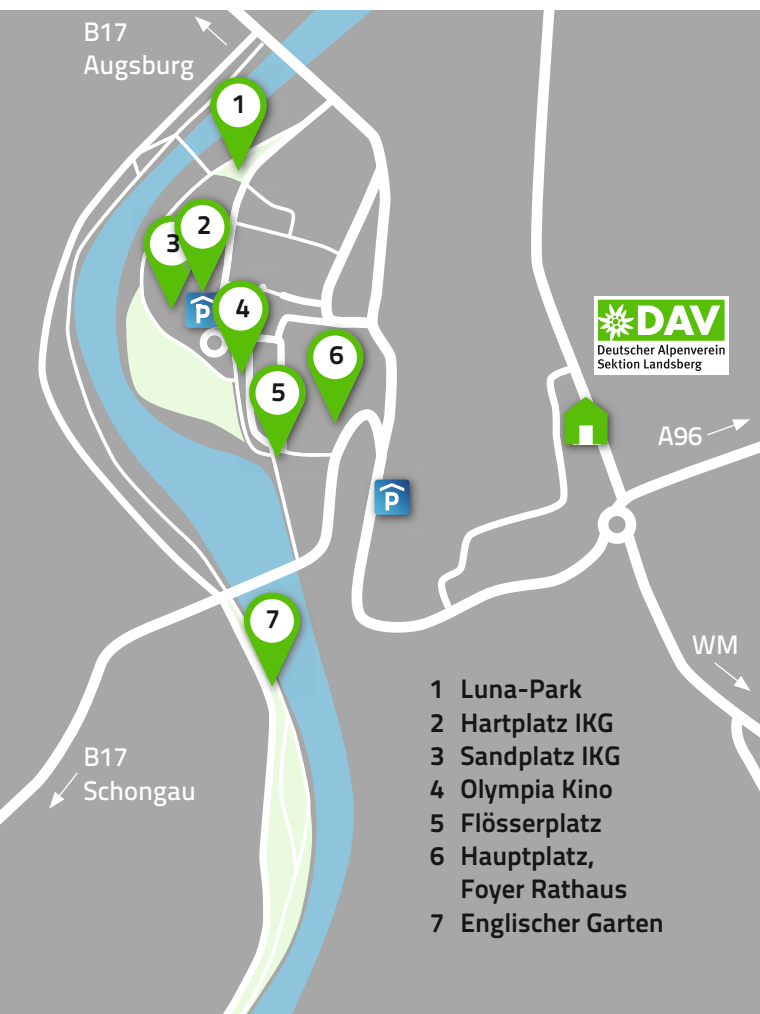 B17
Augsburg
1
2
3
4
5
6
7
P
P
DAV
Deutscher Alpenverein
Sektion Landsberg
A96
WM
B17
Schongau
1 Luna-Park
2 Hartplatz IKG
3 Sandplatz IKG
4 Olympia Kino
5 Flösserplatz
6 Hauptplatz,
Foyer Rathaus
7 Englischer Garten